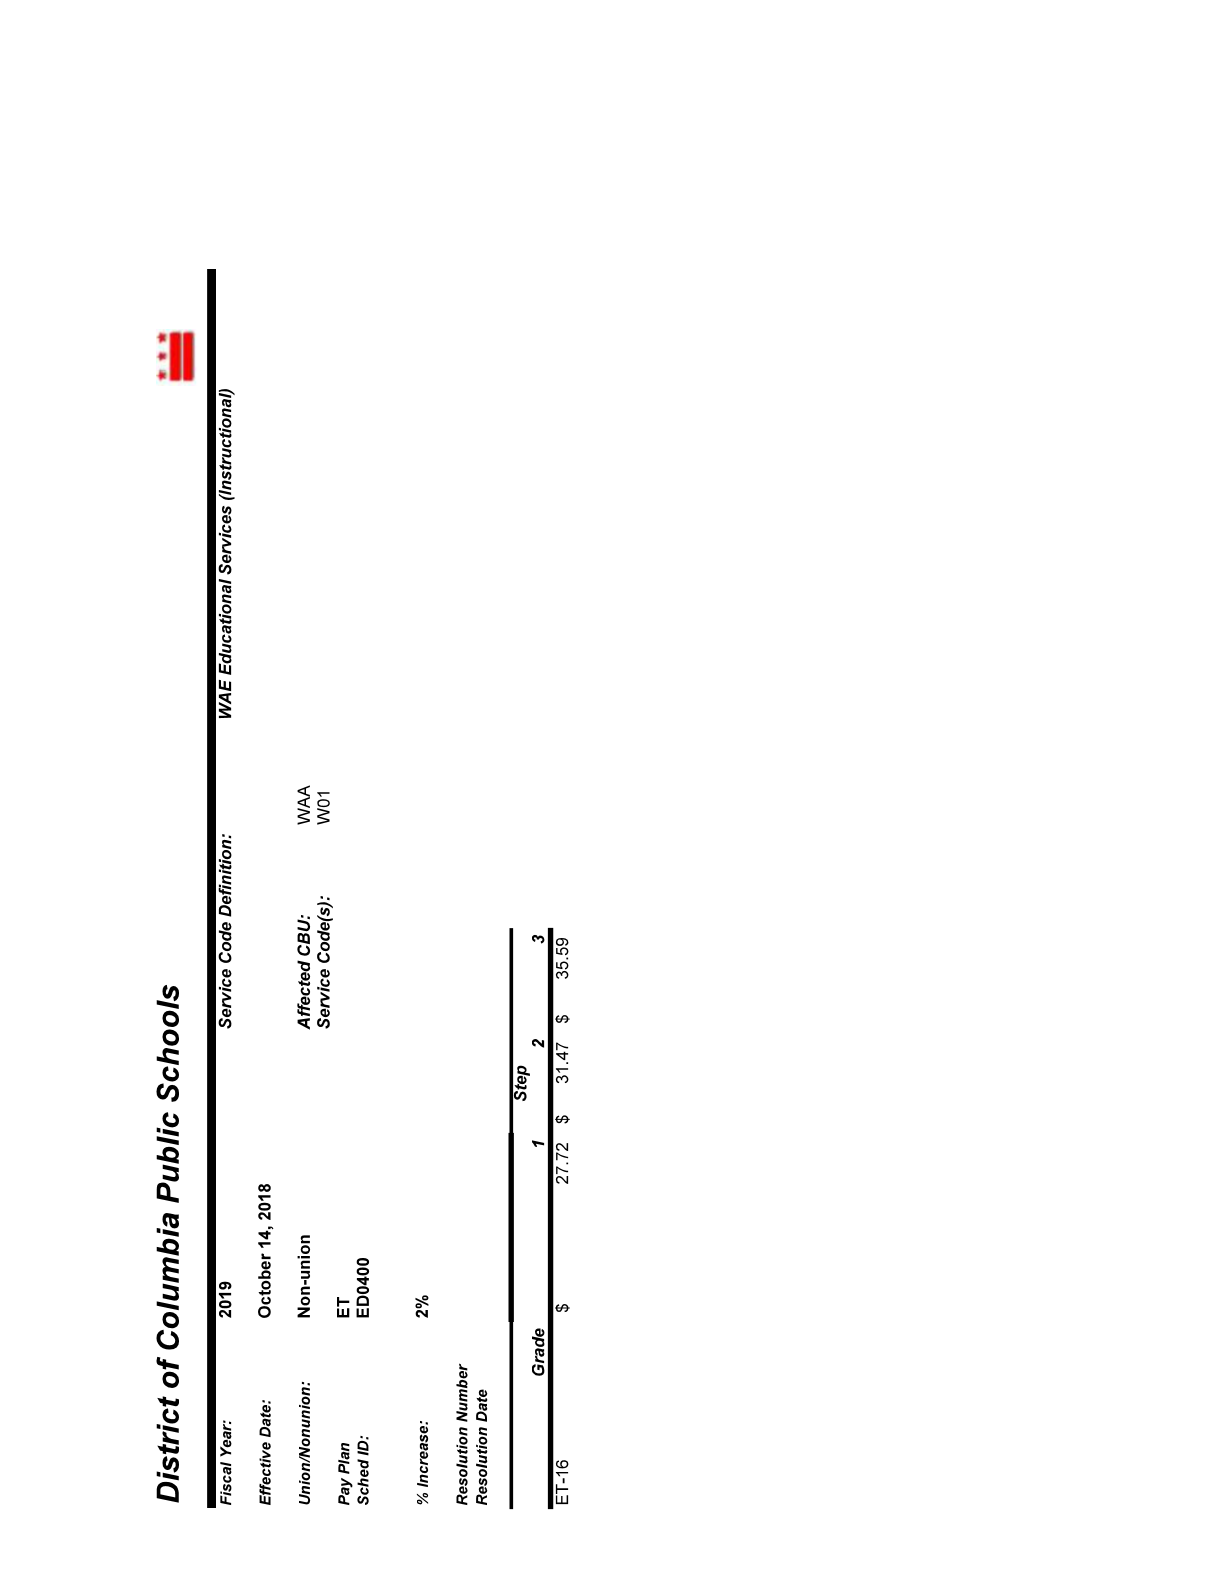 District of Columbia Public Schools
Fiscal Year: 2019 Service Code Definition: WAE Educational Services (Instructional)
Effective Date: October 14, 2018
Union/Nonunion: Non-union Affected CBU: WAA
Service Code(s): W01
Pay Plan ET
Sched ID: ED0400
% Increase: 2%
Resolution Number
Resolution Date
Step
Grade 1 2 3
ET-16 $ 27.72 $ 31.47 $ 35.59